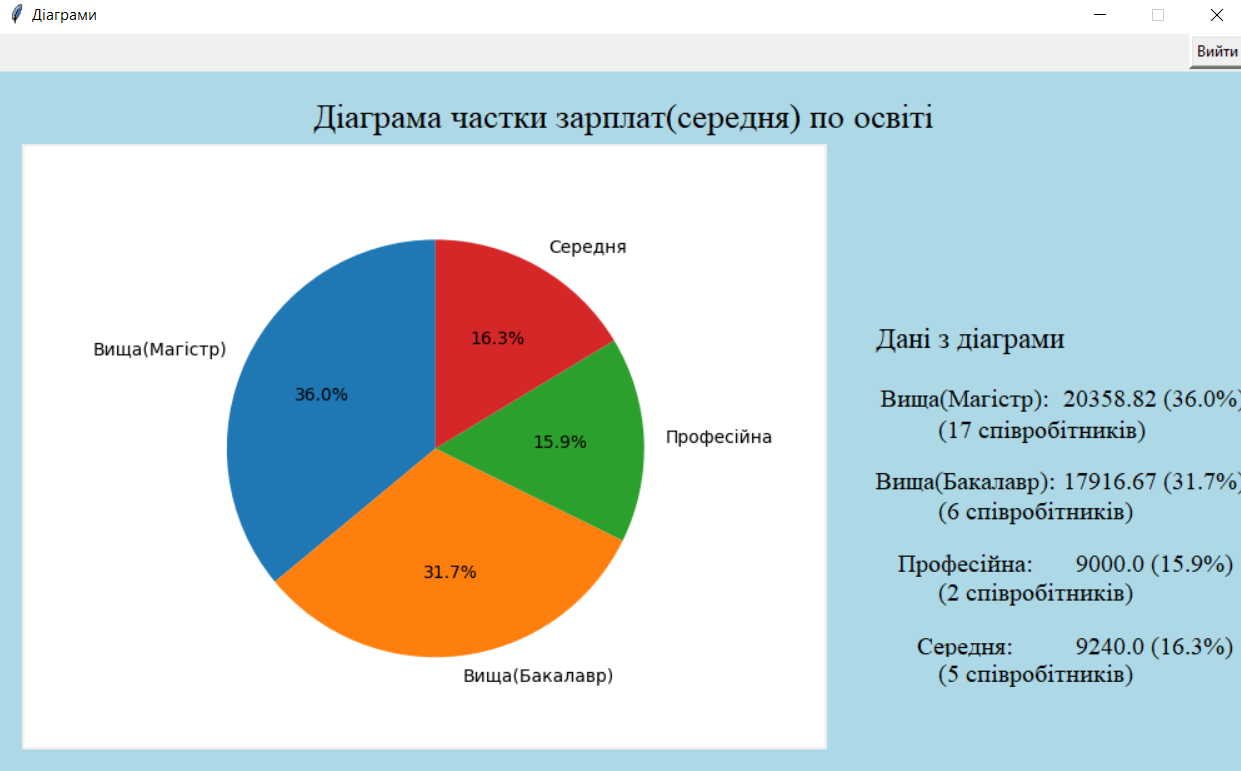 Діаграми
Вийти
Діаграма частки зарплат(середня) по освіті
Середня
16.3%
Вища(Магістр)
36.0%
15.9%
Професійна
31.7%
Вища(Бакалавр)
Дані з діаграми
Вища(Магістр): 20358.82 (36.0%)
(17 співробітників)
Вища(Бакалавр): 17916.67 (31.7%)
(6 співробітників)
Професійна: 9000.0 (15.9%)
(2 співробітників)
Середня: 9240.0 (16.3%)
(5 співробітників)